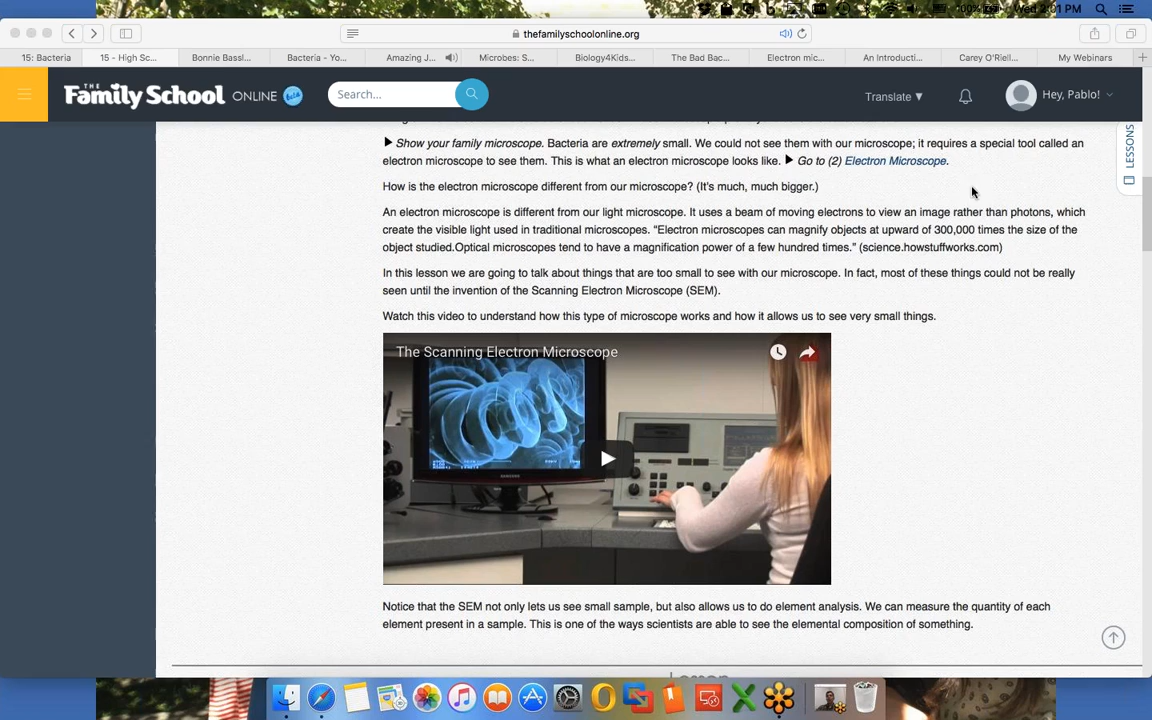 100%
Wed 2:01 PM
thefamilyschoolonline.org
15: Bacteria
15 - High Sc...
Bonnie Bassl...
Bacteria - Yo...
Amazing J...
Microbes: S...
Biology4Kids...
The Bad Bac...
Electron mic...
An Introducti...
Carey O'Riell...
My Webinars
THE Family School ONLINE beta
Search...
Translate ▼
Hey, Pablo!
LESSONS
Show your family microscope. Bacteria are extremely small. We could not see them with our microscope; it requires a special tool called an
electron microscope to see them. This is what an electron microscope looks like. Go to (2) Electron Microscope.
How is the electron microscope different from our microscope? (It's much, much bigger.)
An electron microscope is different from our light microscope. It uses a beam of moving electrons to view an image rather than photons, which
create the visible light used in traditional microscopes. "Electron microscopes can magnify objects at upward of 300,000 times the size of the
object studied.Optical microscopes tend to have a magnification power of a few hundred times." (science.howstuffworks.com)
In this lesson we are going to talk about things that are too small to see with our microscope. In fact, most of these things could not be really
seen until the invention of the Scanning Electron Microscope (SEM).
Watch this video to understand how this type of microscope works and how it allows us to see very small things.
The Scanning Electron Microscope
Notice that the SEM not only lets us see small sample, but also allows us to do element analysis. We can measure the quantity of each
element present in a sample. This is one of the ways scientists are able to see the elemental composition of something.